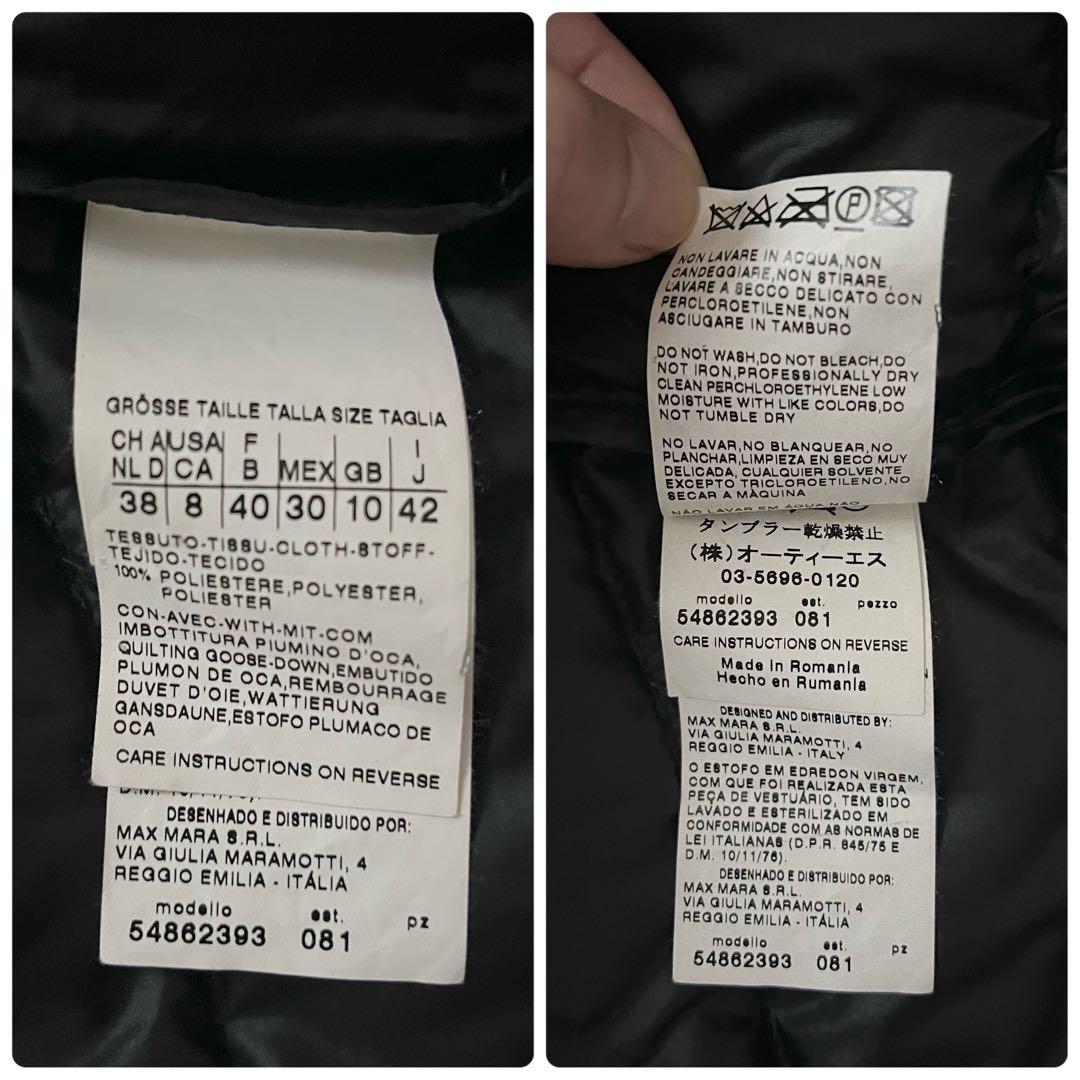 GRÖSSE TAILLE TALLA SIZE TAGLIA
CH A USA F I
NL D CA B MEX GB J
38 8 40 30 10 42
TESSUTO-TISSU-CLOTH-STOFF-
TEJIDO-TECIDO
100% POLIESTERE,POLYESTER,
POLIESTER
CON-AVEC-WITH-MIT-COM
IMBOTTITURA PIUMINO D'OCA,
QUILTING GOOSE-DOWN,EMBUTIDO
PLUMON DE OCA,REMBOURRAGE
DUVET D'OIE,WATTIERUNG
GANSDAUNE,ESTOFO PLUMACO DE
OCA
CARE INSTRUCTIONS ON REVERSE
DESENHADO E DISTRIBUIDO POR:
MAX MARA S.R.L.
VIA GIULIA MARAMOTTI, 4
REGGIO EMILIA - ITÁLIA
modello est. pz
54862393 081
P
NON LAVARE IN ACQUA,NON
CANDEGGIARE,NON STIRARE,
LAVARE A SECCO DELICATO CON
PERCLOROETILENE,NON
ASCIUGARE IN TAMBURO
DO NOT WASH,DO NOT BLEACH,DO
NOT IRON,PROFESSIONALLY DRY
CLEAN PERCHLOROETHYLENE LOW
MOISTURE WITH LIKE COLORS,DO
NOT TUMBLE DRY
NO LAVAR,NO BLANQUEAR,NO
PLANCHAR,LIMPIEZA EN SECO MUY
DELICADA, CUALQUIER SOLVENTE
EXCEPTO TRICLOROETILENO,NO
SECAR A MÀQUINA
NÃO LAVAR EM ÁGUA,NÃO
タンブラー乾燥禁止
(株)オーティーエス
03-5696-0120
modello est. pezzo
54862393 081
CARE INSTRUCTIONS ON REVERSE
Made in Romania
Hecho en Rumania
DESIGNED AND DISTRIBUTED BY:
MAX MARA S.R.L.
VIA GIULIA MARAMOTTI, 4
REGGIO EMILIA - ITALY
O ESTOFO EM EDREDON VIRGEM,
COM QUE FOI REALIZADA ESTA
PEÇA DE VESTUÁRIO, TEM SIDO
LAVADO E ESTERILIZADO EM
CONFORMIDADE COM AS NORMAS DE
LEI ITALIANAS (D.P.R. 845/75 E
D.M. 10/11/76).
DESENHADO E DISTRIBUIDO POR:
MAX MARA S.R.L.
VIA GIULIA MARAMOTTI, 4
REGGIO EMILIA - ITÁLIA
modello est. pz
54862393 081